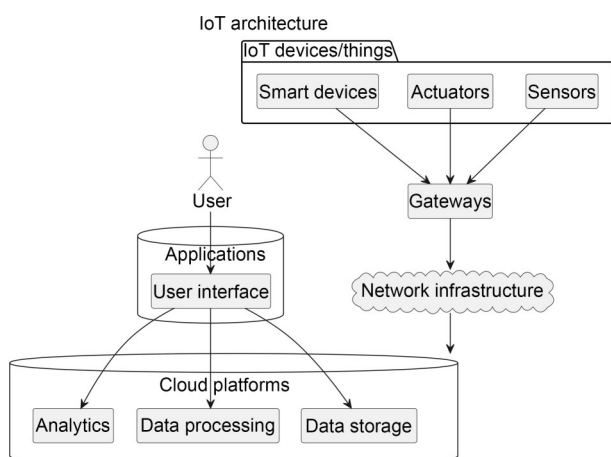 IoT architecture
IoT devices/things
Smart devices
Actuators
Sensors
User
Gateways
Applications
User interface
Network infrastructure
Cloud platforms
Analytics
Data processing
Data storage